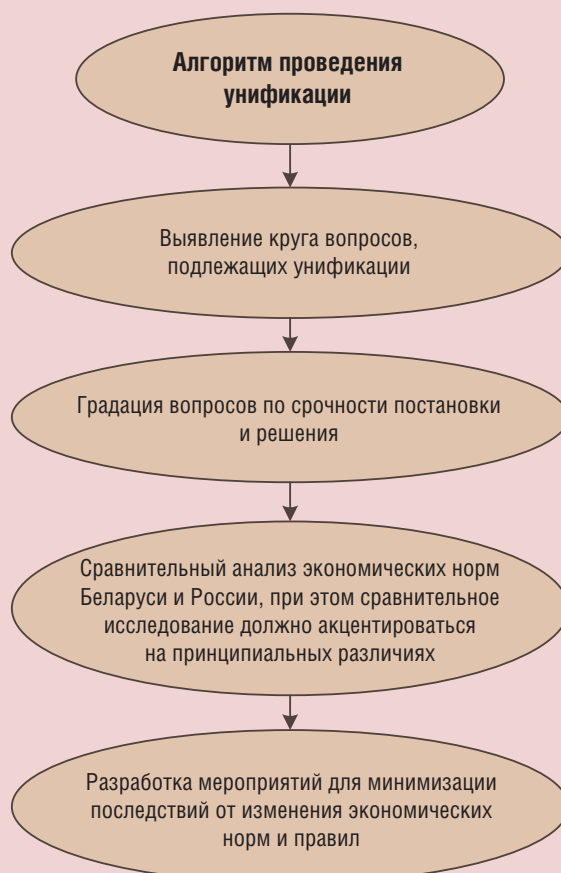 Алгоритм проведения
унификации
Выявление круга вопросов,
подлежащих унификации
Градация вопросов по срочности постановки
и решения
Сравнительный анализ экономических норм
Беларуси и России, при этом сравнительное
исследование должно акцентироваться
на принципиальных различиях
Разработка мероприятий для минимизации
последствий от изменения экономических
норм и правил